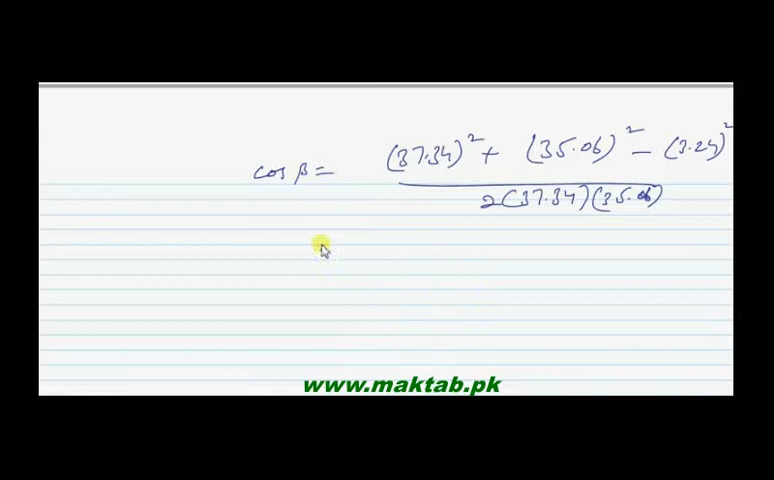 cos β = (37.34)² + (35.06)² - (3.24)²
2(37.34)(35.06)
www.maktab.pk